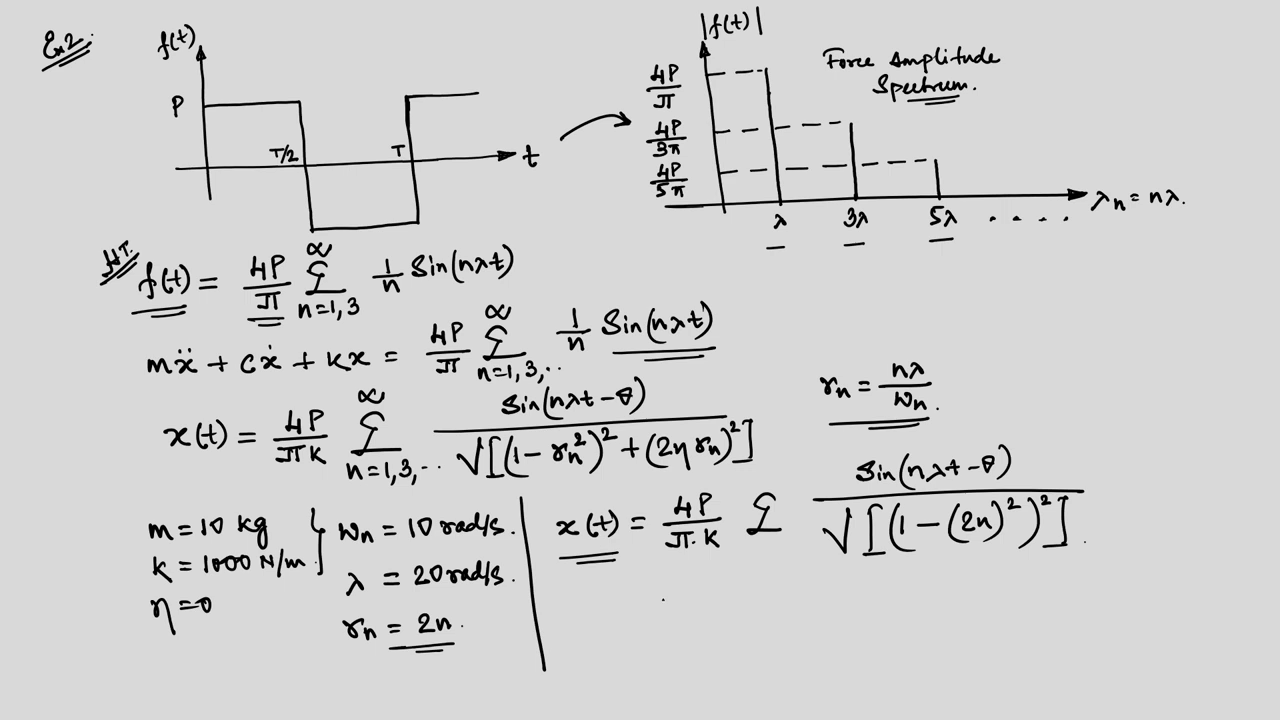 Ex2.
f(t)
P
T/2
T
t
|f(t)|
4P/π
4P/3π
4P/5π
Force Amplitude
Spectrum.
λ 3λ 5λ . . . . .
λn = nλ.
HT.
f(t) = 4P/π ∑_{n=1,3}^{∞} 1/n Sin(nλt)
mẍ + cẋ + kx = 4P/π ∑_{n=1,3,..}^{∞} 1/n Sin(nλt)
x(t) = 4P/πk ∑_{n=1,3,..}^{∞} Sin(nλt-θ) / √[(1-rn²)² + (2η rn)²]
rn = nλ/ωn.
m = 10 kg
k = 1000 N/m
η = 0
ωn = 10 rad/s.
λ = 20 rad/s.
rn = 2n.
x(t) = 4P/π.k ∑ Sin(nλt-θ) / √[(1-(2n)²)²].